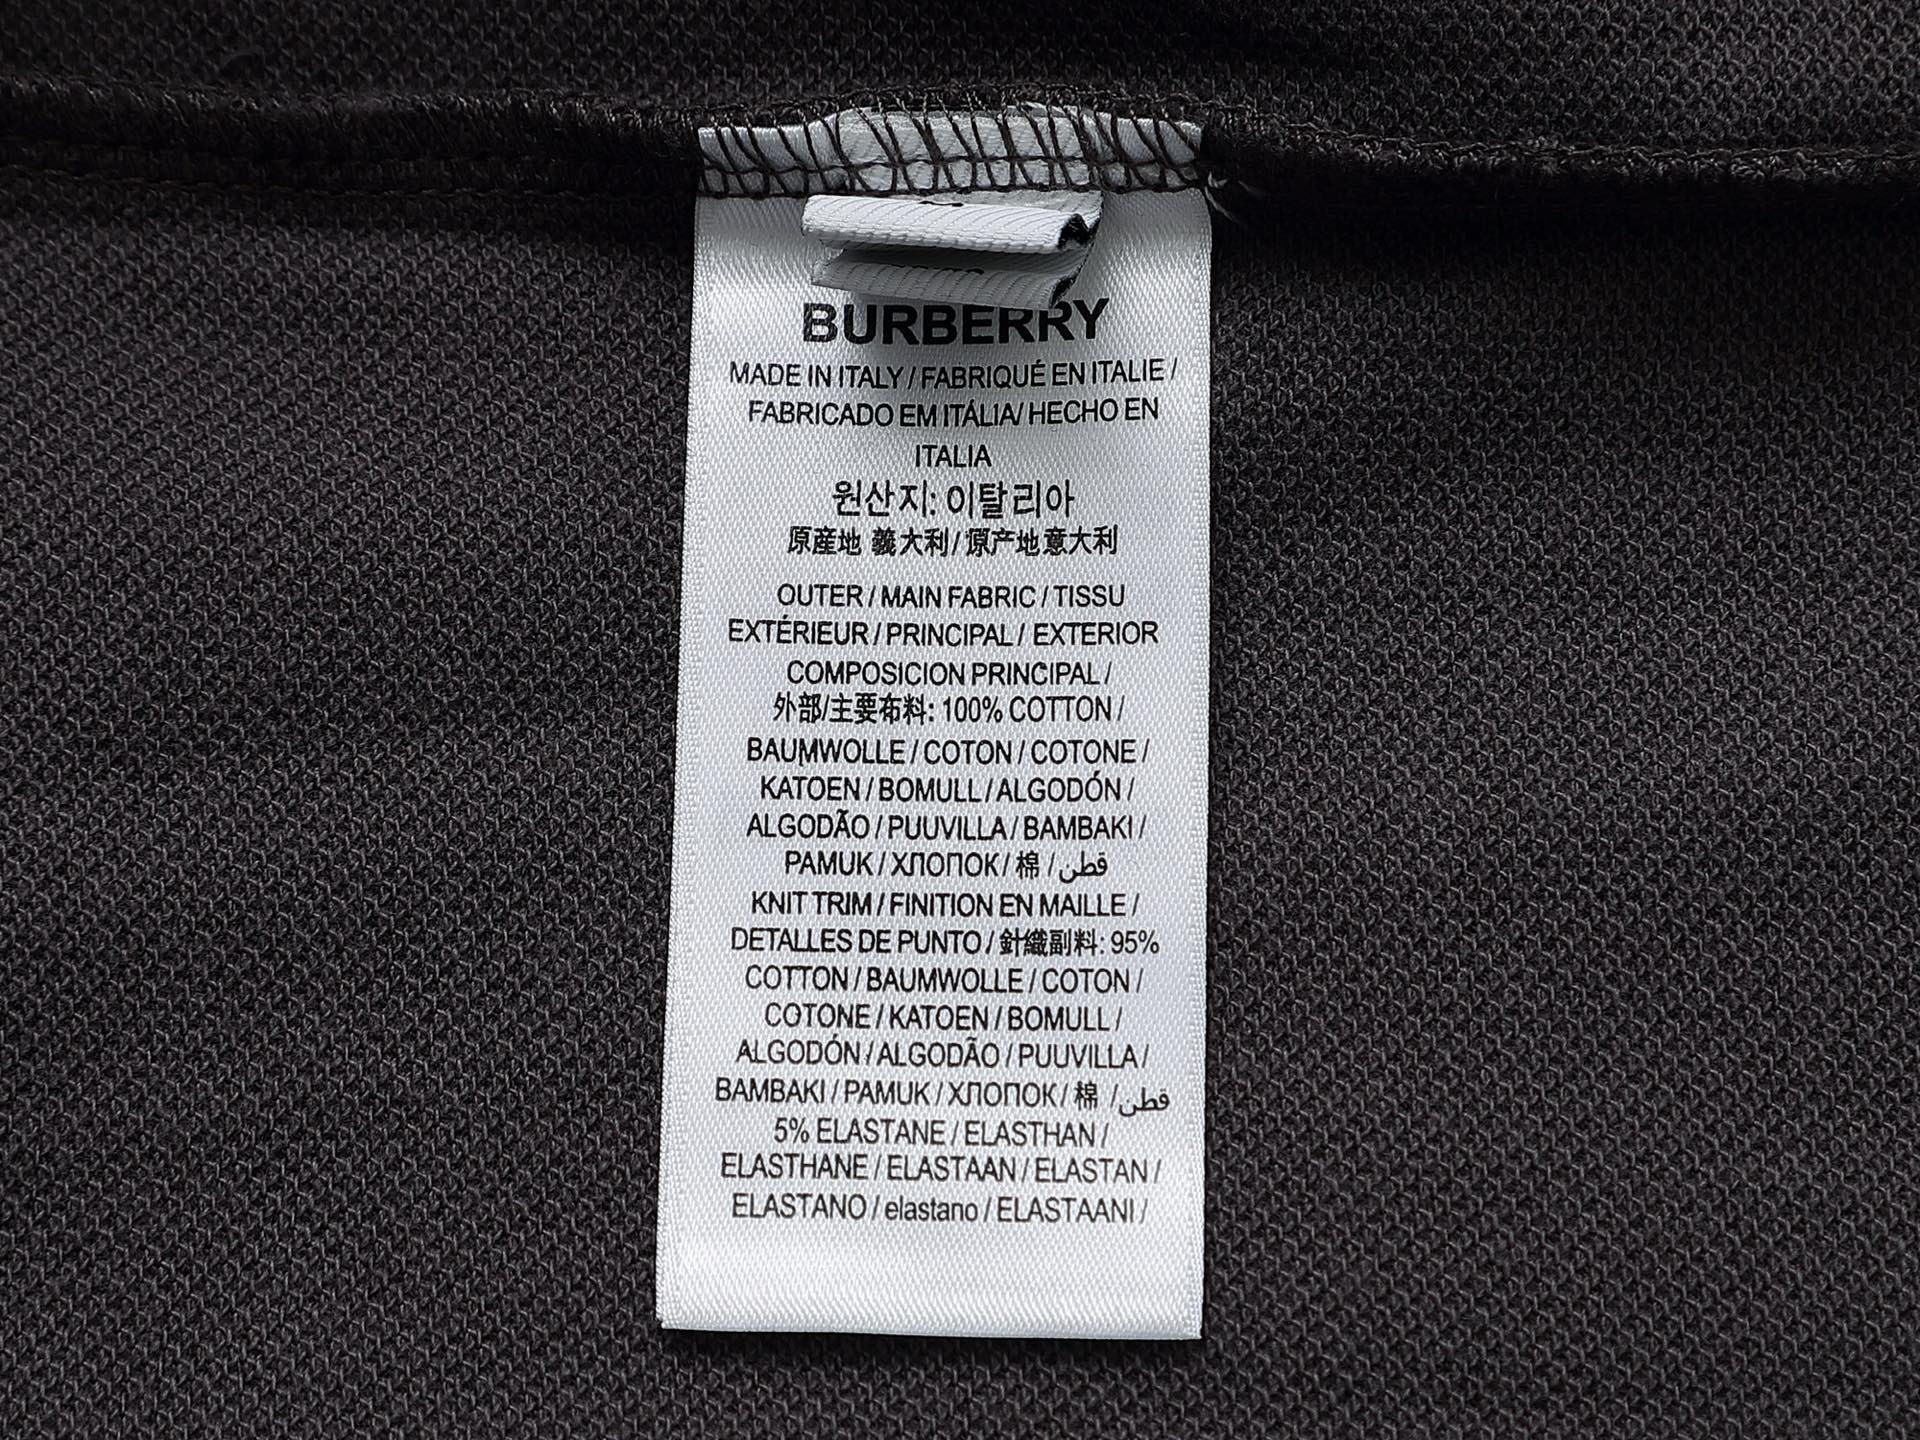 BURBERRY
MADE IN ITALY / FABRIQUÉ EN ITALIE /
FABRICADO EM ITÁLIA/ HECHO EN
ITALIA
원산지: 이탈리아
原産地 義大利/原产地意大利
OUTER / MAIN FABRIC / TISSU
EXTÉRIEUR / PRINCIPAL / EXTERIOR
COMPOSICION PRINCIPAL /
外部/主要布料: 100% COTTON /
BAUMWOLLE / COTON / COTONE /
KATOEN / BOMULL / ALGODÓN /
ALGODÃO / PUUVILLA / BAMBAKI /
PAMUK / ХЛОПОК / 棉 / قطن
KNIT TRIM / FINITION EN MAILLE /
DETALLES DE PUNTO / 針織副料: 95%
COTTON / BAUMWOLLE / COTON /
COTONE / KATOEN / BOMULL /
ALGODÓN / ALGODÃO / PUUVILLA /
BAMBAKI / PAMUK / ХЛОПОК / 棉 / قطن
5% ELASTANE / ELASTHAN /
ELASTHANE / ELASTAAN / ELASTAN /
ELASTANO / elastano / ELASTAANI /